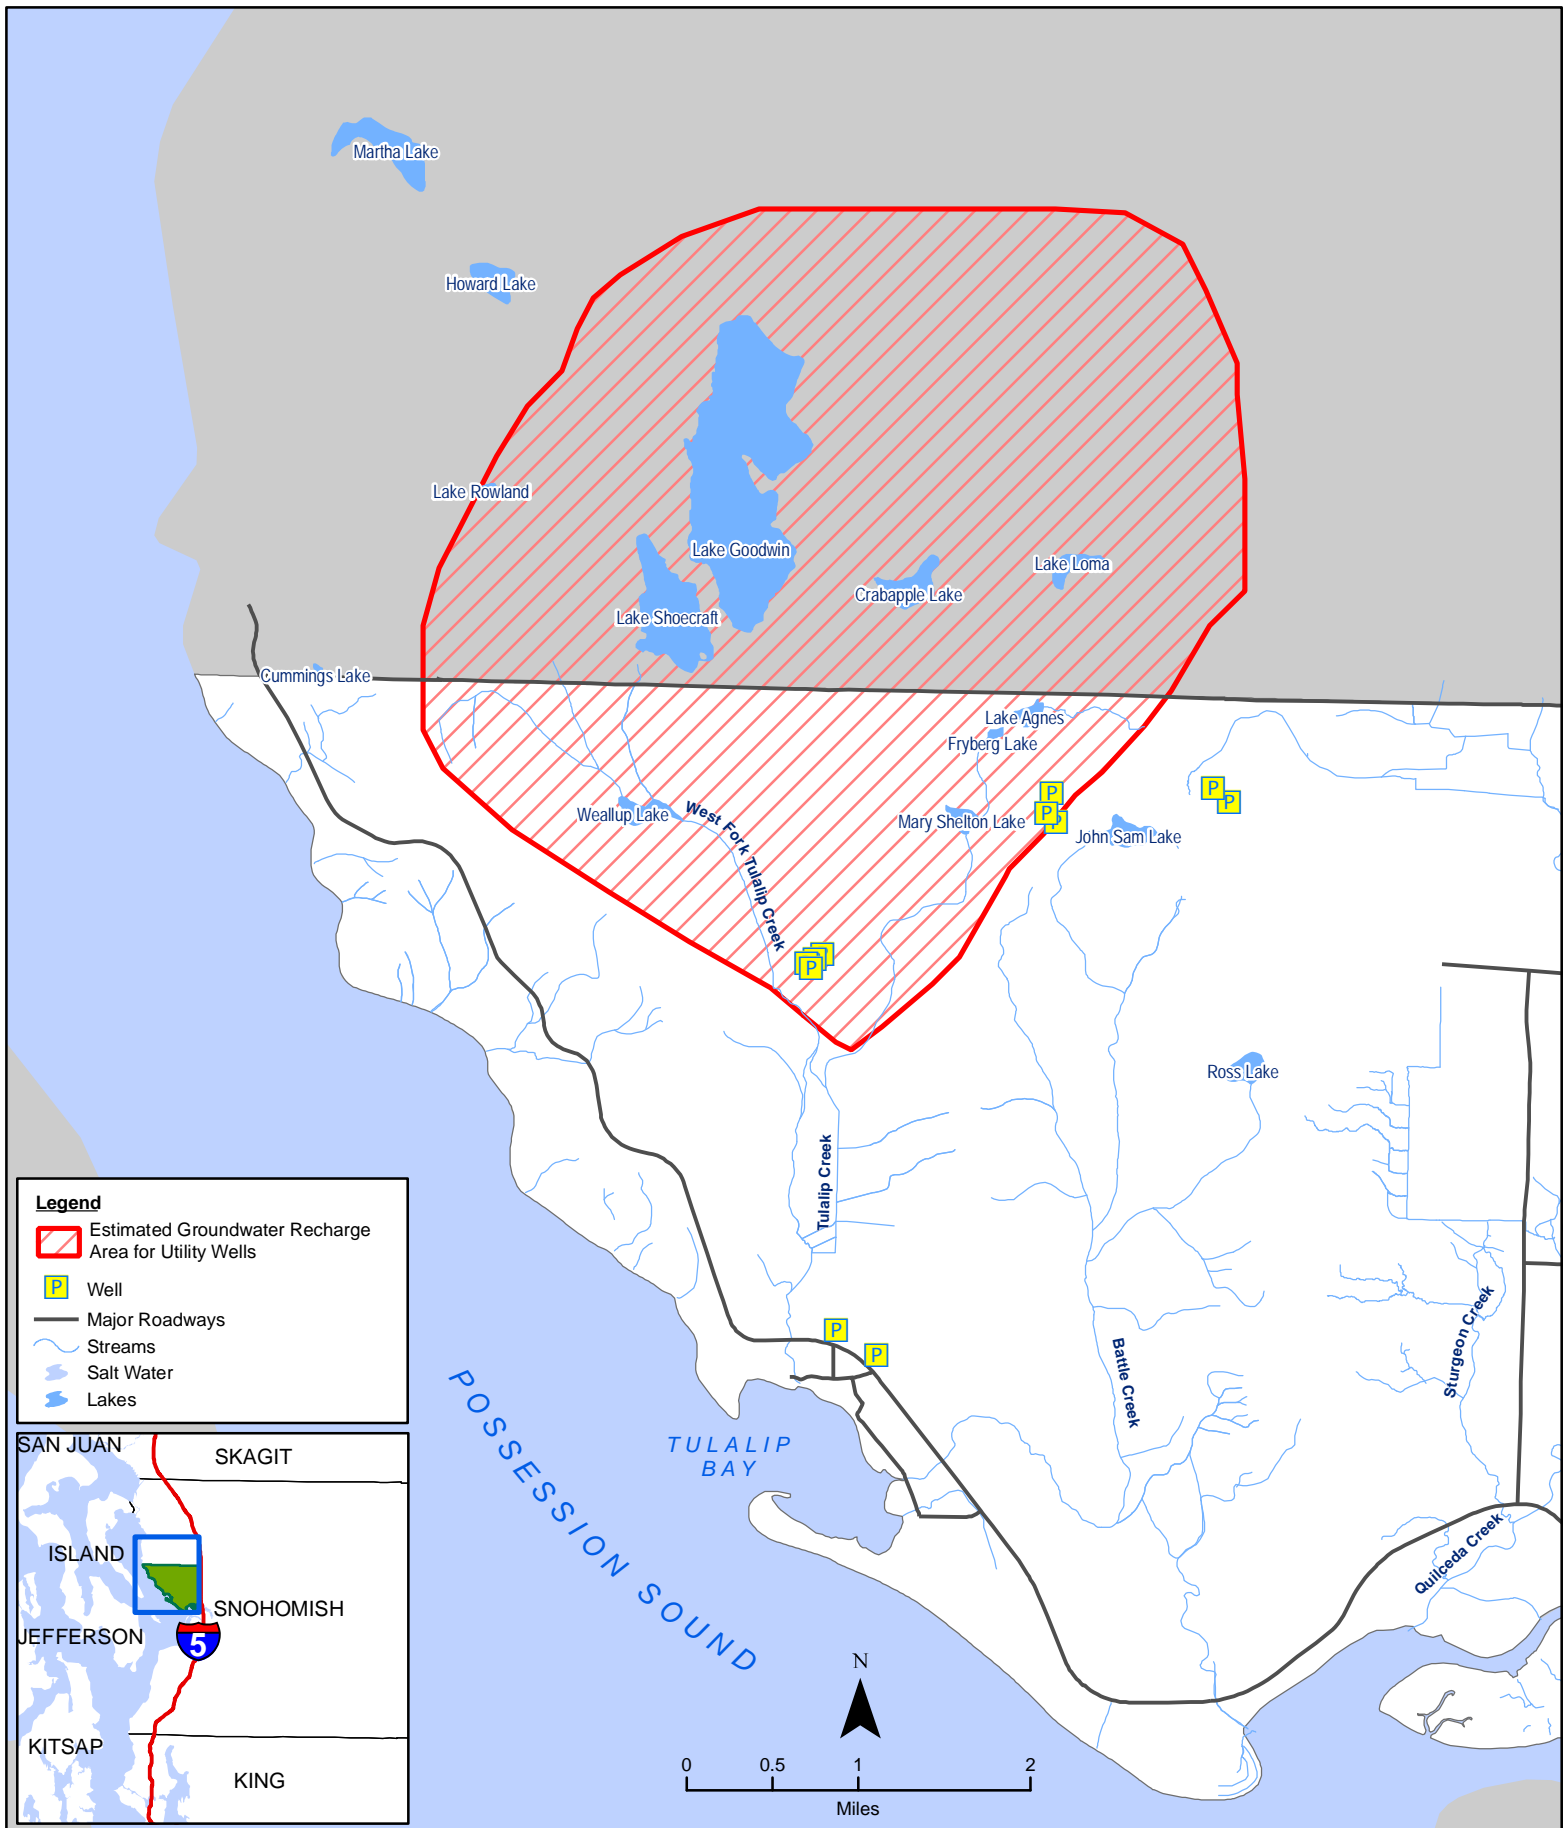 Martha Lake
Howard Lake
Lake Rowland
Lake Goodwin
Lake Loma
Crabapple Lake
Lake Shoecraft
Cummings Lake
Lake Agnes
Fryberg Lake
P
P
P
P
P
Weallup Lake
West Fork Tulalip Creek
Mary Shelton Lake
John Sam Lake
P
P
Ross Lake
Tulalip Creek
Legend
Estimated Groundwater Recharge
Area for Utility Wells
P
Well
Major Roadways
Streams
Salt Water
Lakes
P
P
Battle Creek
Sturgeon Creek
TULALIP
BAY
POSSESSION SOUND
Quilceda Creek
SAN JUAN
SKAGIT
ISLAND
SNOHOMISH
JEFFERSON
5
KITSAP
KING
N
0 0.5 1 2
Miles